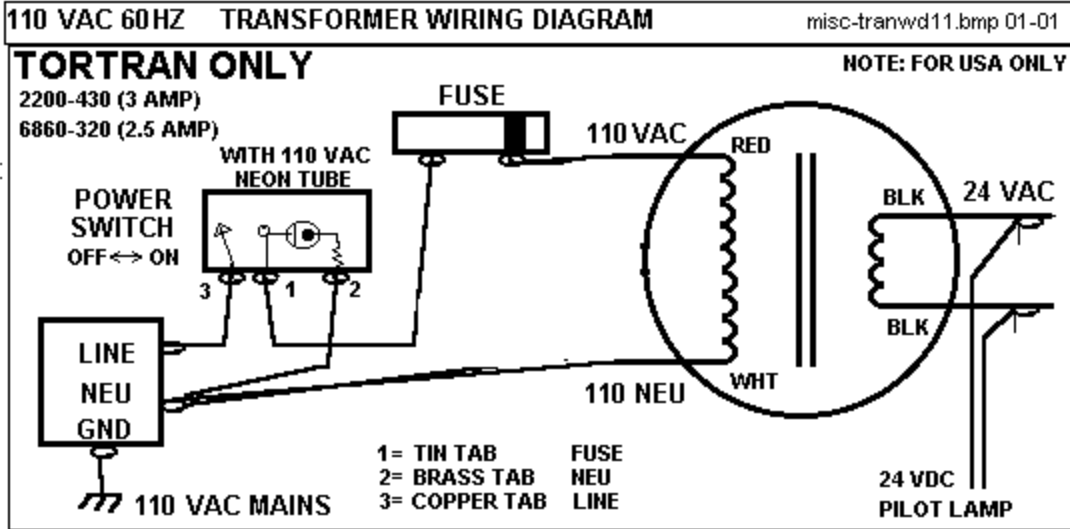 110 VAC 60HZ TRANSFORMER WIRING DIAGRAM misc-tranwd11.bmp 01-01
TORTRAN ONLY
NOTE: FOR USA ONLY
2200-430 (3 AMP)
6860-320 (2.5 AMP)
FUSE
WITH 110 VAC
NEON TUBE
110 VAC
RED
POWER
SWITCH
OFF<-> ON
BLK
24 VAC
3
1
2
LINE
NEU
GND
BLK
WHT
110 NEU
1= TIN TAB FUSE
2= BRASS TAB NEU
3= COPPER TAB LINE
110 VAC MAINS
24 VDC
PILOT LAMP